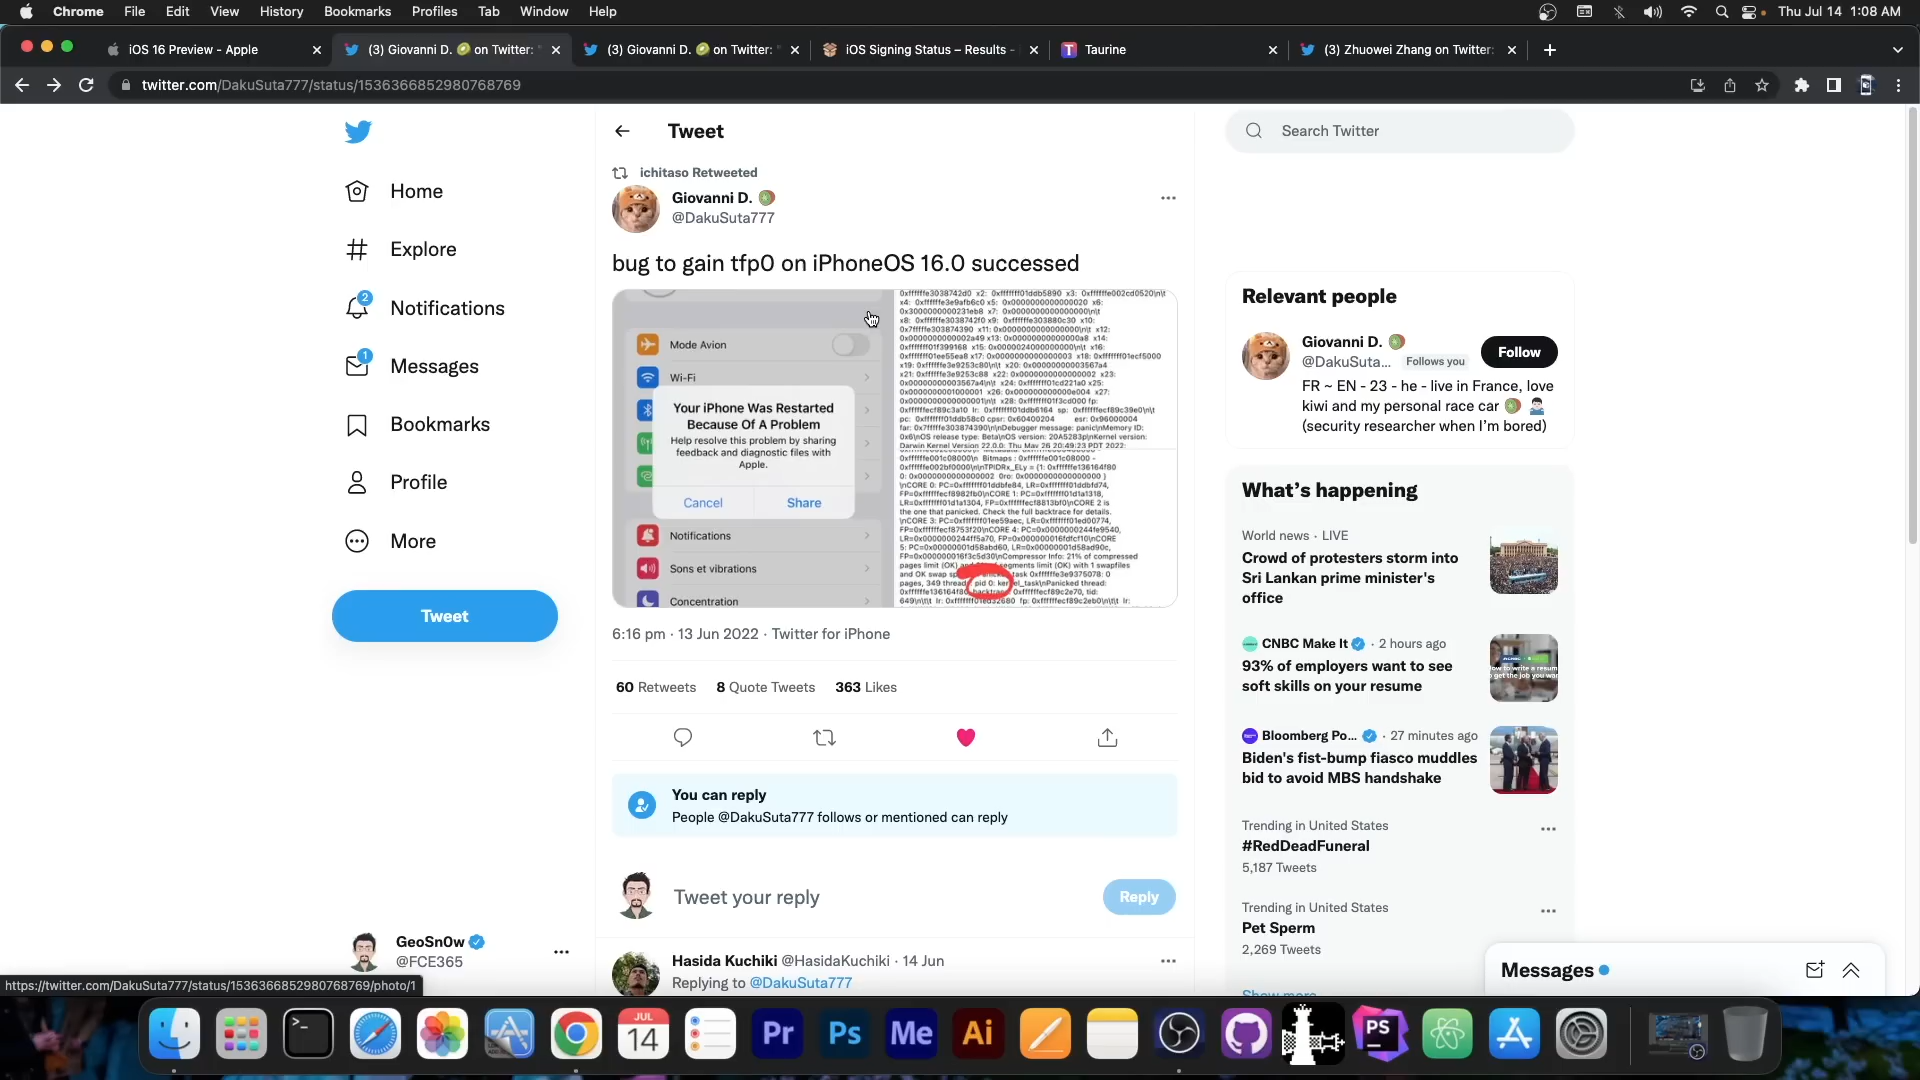 Chrome File Edit View History Bookmarks Profiles Tab Window Help Thu Jul 14 1:08 AM
iOS 16 Preview - Apple (3) Giovanni D. 🥝 on Twitter: " (3) Giovanni D. 🥝 on Twitter: " iOS Signing Status – Results - Taurine (3) Zhuowei Zhang on Twitter:
twitter.com/DakuSuta777/status/1536366852980768769
Home
Explore
2
Notifications
1
Messages
Bookmarks
Profile
More
Tweet
GeoSn0w
@FCE365
https://twitter.com/DakuSuta777/status/1536366852980768769/photo/1
Tweet
ichitaso Retweeted
Giovanni D. 🥝
@DakuSuta777
bug to gain tfp0 on iPhoneOS 16.0 successed
Mode Avion
Wi-Fi
Your iPhone Was Restarted
Because Of A Problem
Help resolve this problem by sharing
feedback and diagnostic files with
Apple.
Cancel Share
Notifications
Sons et vibrations
Concentration
6:16 pm · 13 Jun 2022 · Twitter for iPhone
60 Retweets 8 Quote Tweets 363 Likes
You can reply
People @DakuSuta777 follows or mentioned can reply
Tweet your reply
Reply
Hasida Kuchiki @HasidaKuchiki · 14 Jun
Replying to @DakuSuta777
Search Twitter
Relevant people
Giovanni D. 🥝
@DakuSuta... Follows you
Follow
FR ~ EN - 23 - he - live in France, love
kiwi and my personal race car 🥝
(security researcher when I'm bored)
What's happening
World news · LIVE
Crowd of protesters storm into
Sri Lankan prime minister's
office
CNBC Make It · 2 hours ago
93% of employers want to see
soft skills on your resume
Bloomberg Po... · 27 minutes ago
Biden's fist-bump fiasco muddles
bid to avoid MBS handshake
Trending in United States
#RedDeadFuneral
5,187 Tweets
Trending in United States
Pet Sperm
2,269 Tweets
Show more
Messages
JUL
14
Pr
Ps
Me
Ai
PS